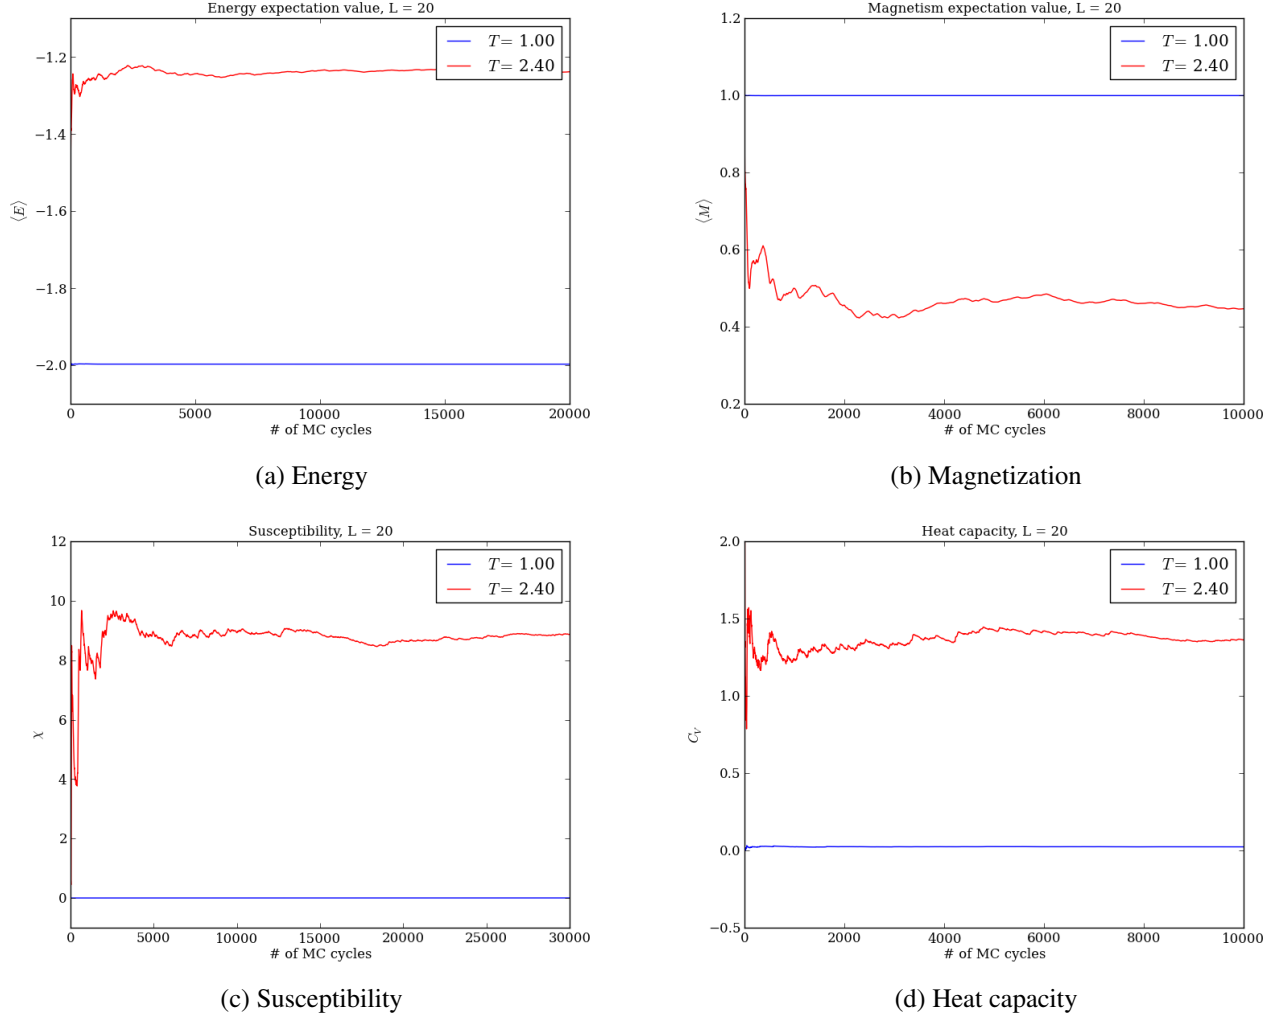 Energy expectation value, L = 20
⟨E⟩
−1.2
−1.4
−1.6
−1.8
−2.0
T = 1.00
T = 2.40
0 5000 10000 15000 20000
# of MC cycles
(a) Energy
Magnetism expectation value, L = 20
⟨M⟩
1.2
1.0
0.8
0.6
0.4
0.2
T = 1.00
T = 2.40
0 2000 4000 6000 8000 10000
# of MC cycles
(b) Magnetization
Susceptibility, L = 20
χ
12
10
8
6
4
2
0
T = 1.00
T = 2.40
0 5000 10000 15000 20000 25000 30000
# of MC cycles
(c) Susceptibility
Heat capacity, L = 20
C_V
2.0
1.5
1.0
0.5
0.0
−0.5
T = 1.00
T = 2.40
0 2000 4000 6000 8000 10000
# of MC cycles
(d) Heat capacity